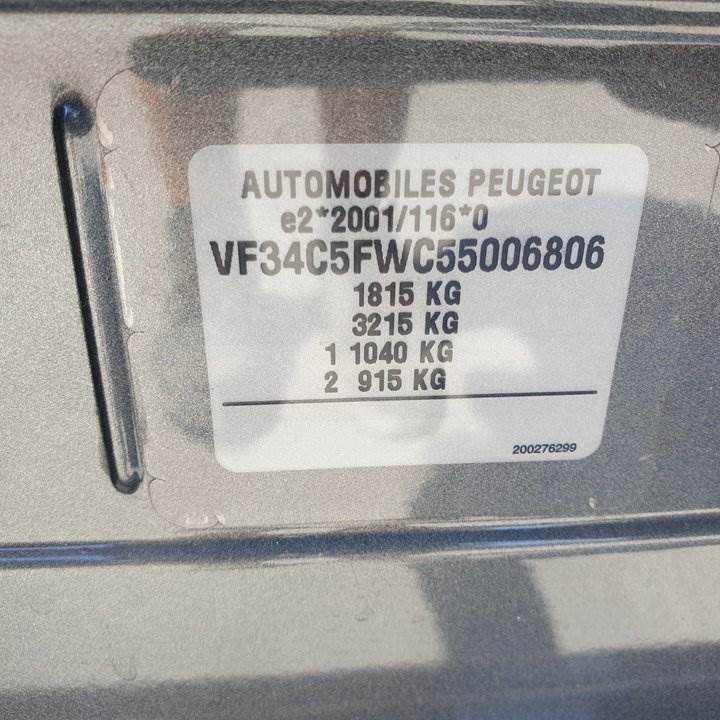 AUTOMOBILES PEUGEOT
e2*2001/116*0
VF34C5FWC55006806
1815 KG
3215 KG
1 1040 KG
2 915 KG
200276299